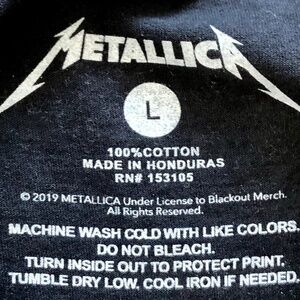 METALLICA
L
100%COTTON
MADE IN HONDURAS
RN# 153105
© 2019 METALLICA Under License to Blackout Merch.
All Rights Reserved.
MACHINE WASH COLD WITH LIKE COLORS.
DO NOT BLEACH.
TURN INSIDE OUT TO PROTECT PRINT.
TUMBLE DRY LOW. COOL IRON IF NEEDED.